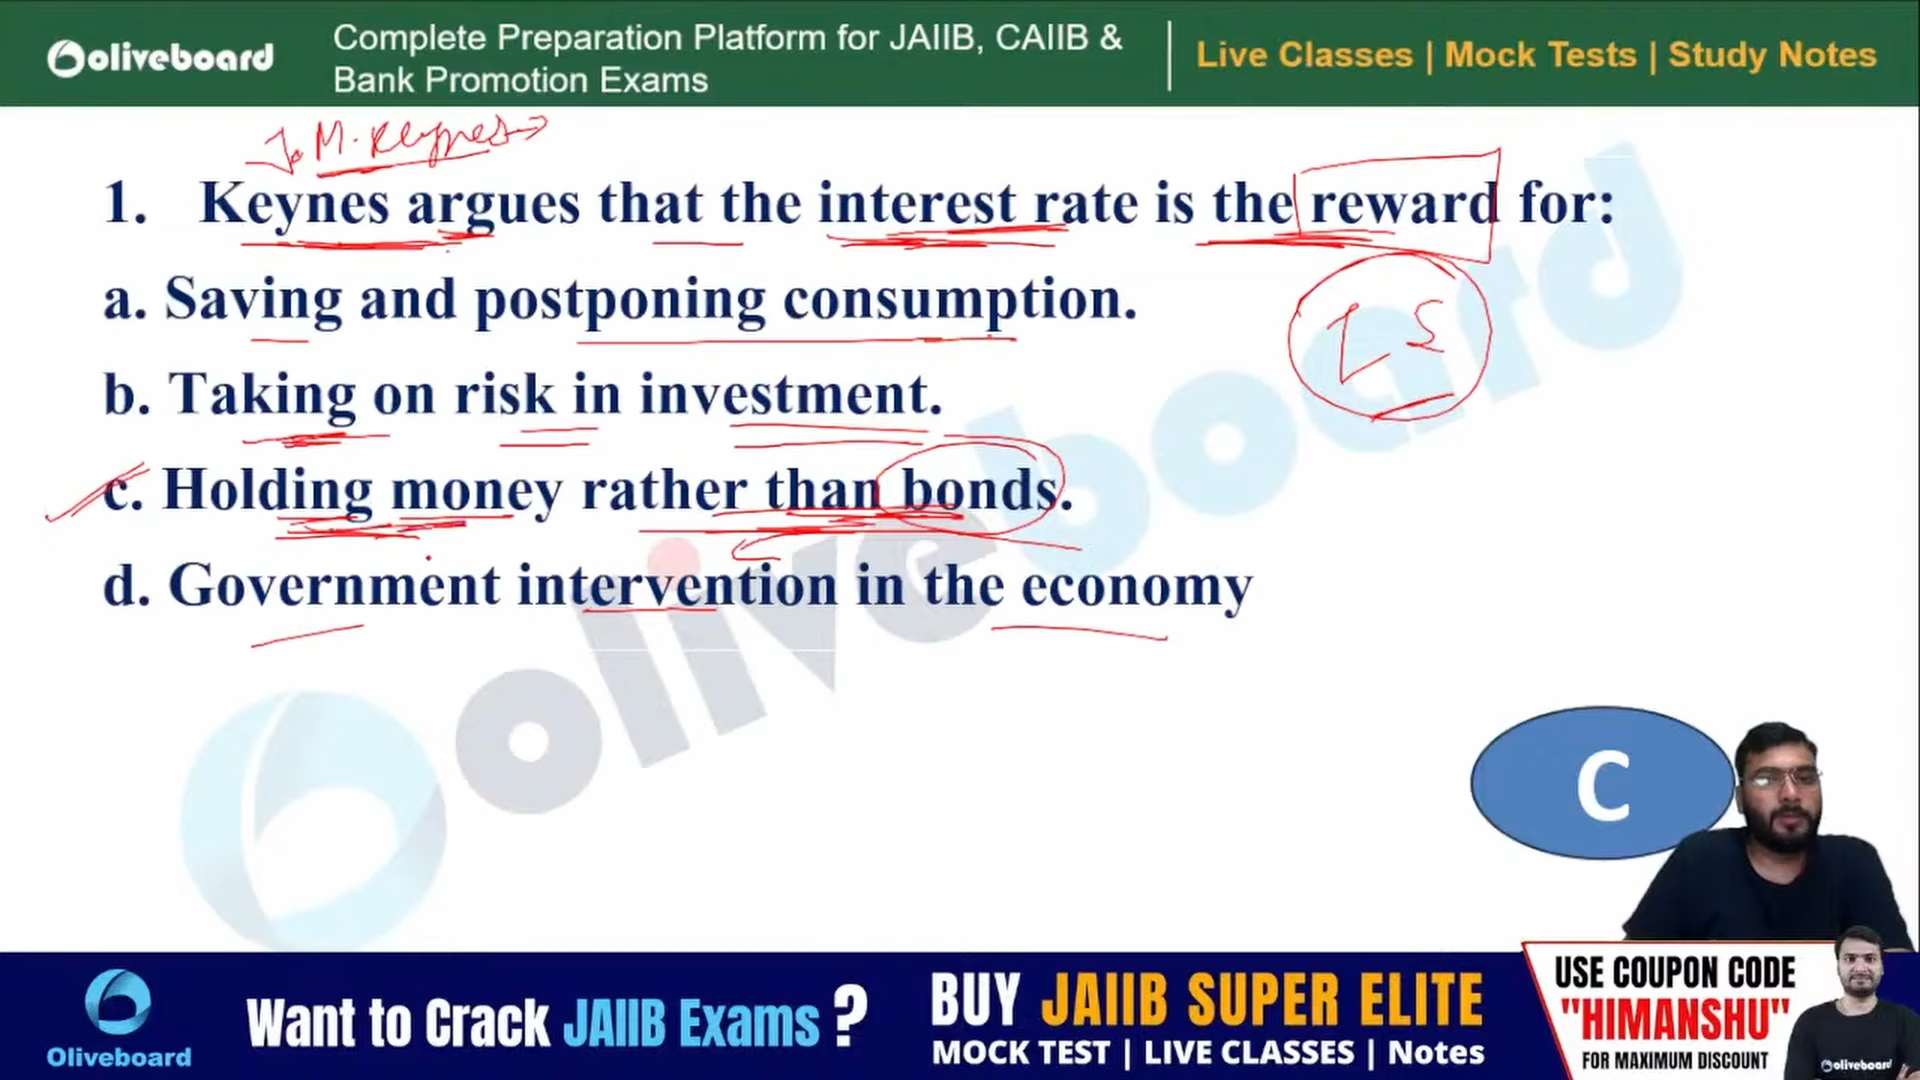 oliveboard
Complete Preparation Platform for JAIIB, CAIIB &
Bank Promotion Exams
Live Classes | Mock Tests | Study Notes
J. M. Keynes
1. Keynes argues that the interest rate is the reward for:
a. Saving and postponing consumption.
b. Taking on risk in investment.
c. Holding money rather than bonds.
d. Government intervention in the economy
oliveboard
C
Oliveboard
Want to Crack JAIIB Exams ?
BUY JAIIB SUPER ELITE
MOCK TEST | LIVE CLASSES | Notes
USE COUPON CODE
"HIMANSHU"
FOR MAXIMUM DISCOUNT
oliveboard